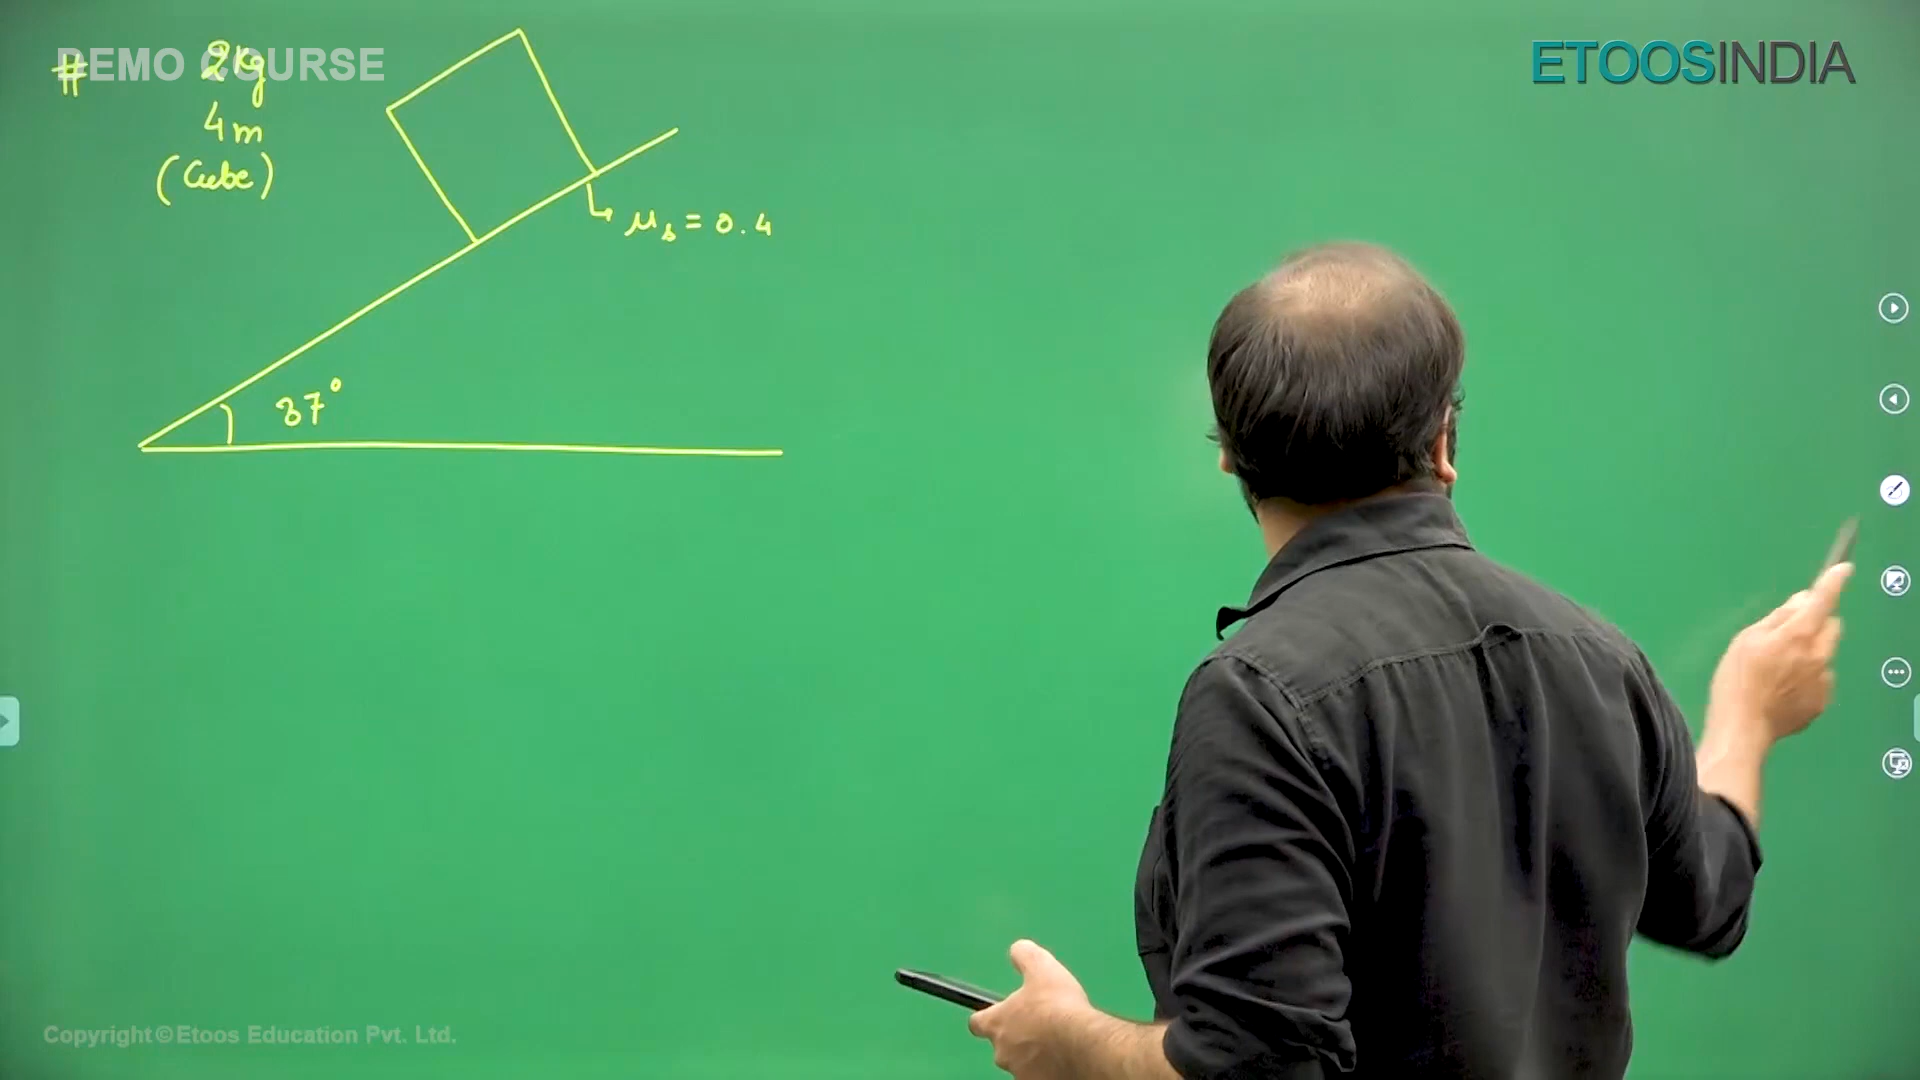 DEMO COURSE
ETOOSINDIA
# 2kg
4m
(Cube)
μs = 0.4
37°
Copyright©Etoos Education Pvt. Ltd.